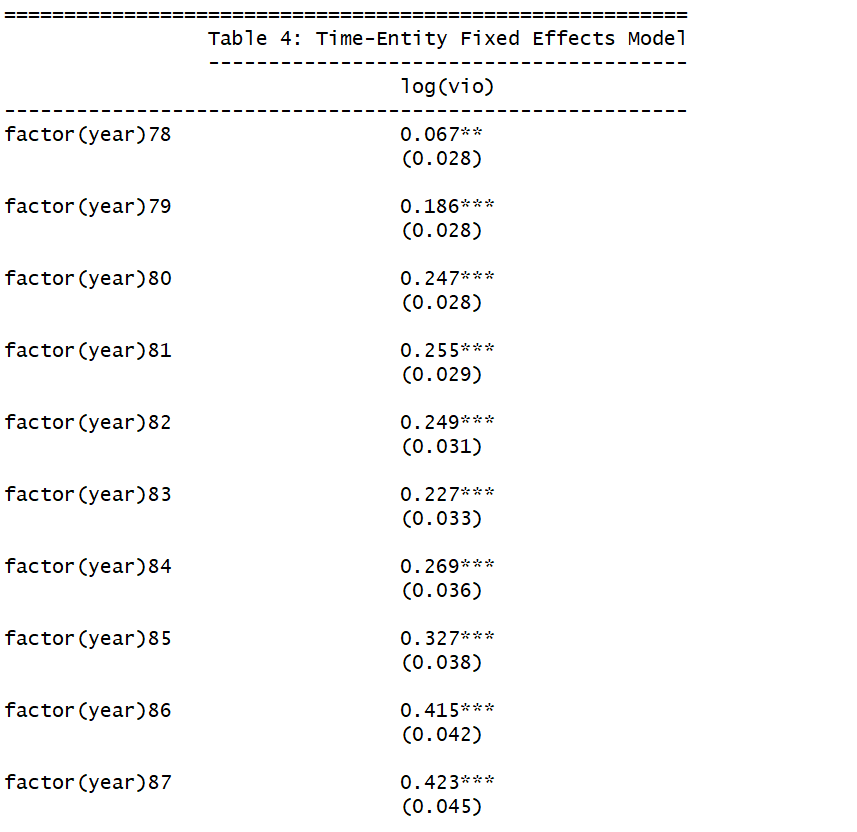 =========================================================
Table 4: Time-Entity Fixed Effects Model
----------------------------------------
log(vio)
---------------------------------------------------------
factor(year)78 0.067**
(0.028)
factor(year)79 0.186***
(0.028)
factor(year)80 0.247***
(0.028)
factor(year)81 0.255***
(0.029)
factor(year)82 0.249***
(0.031)
factor(year)83 0.227***
(0.033)
factor(year)84 0.269***
(0.036)
factor(year)85 0.327***
(0.038)
factor(year)86 0.415***
(0.042)
factor(year)87 0.423***
(0.045)